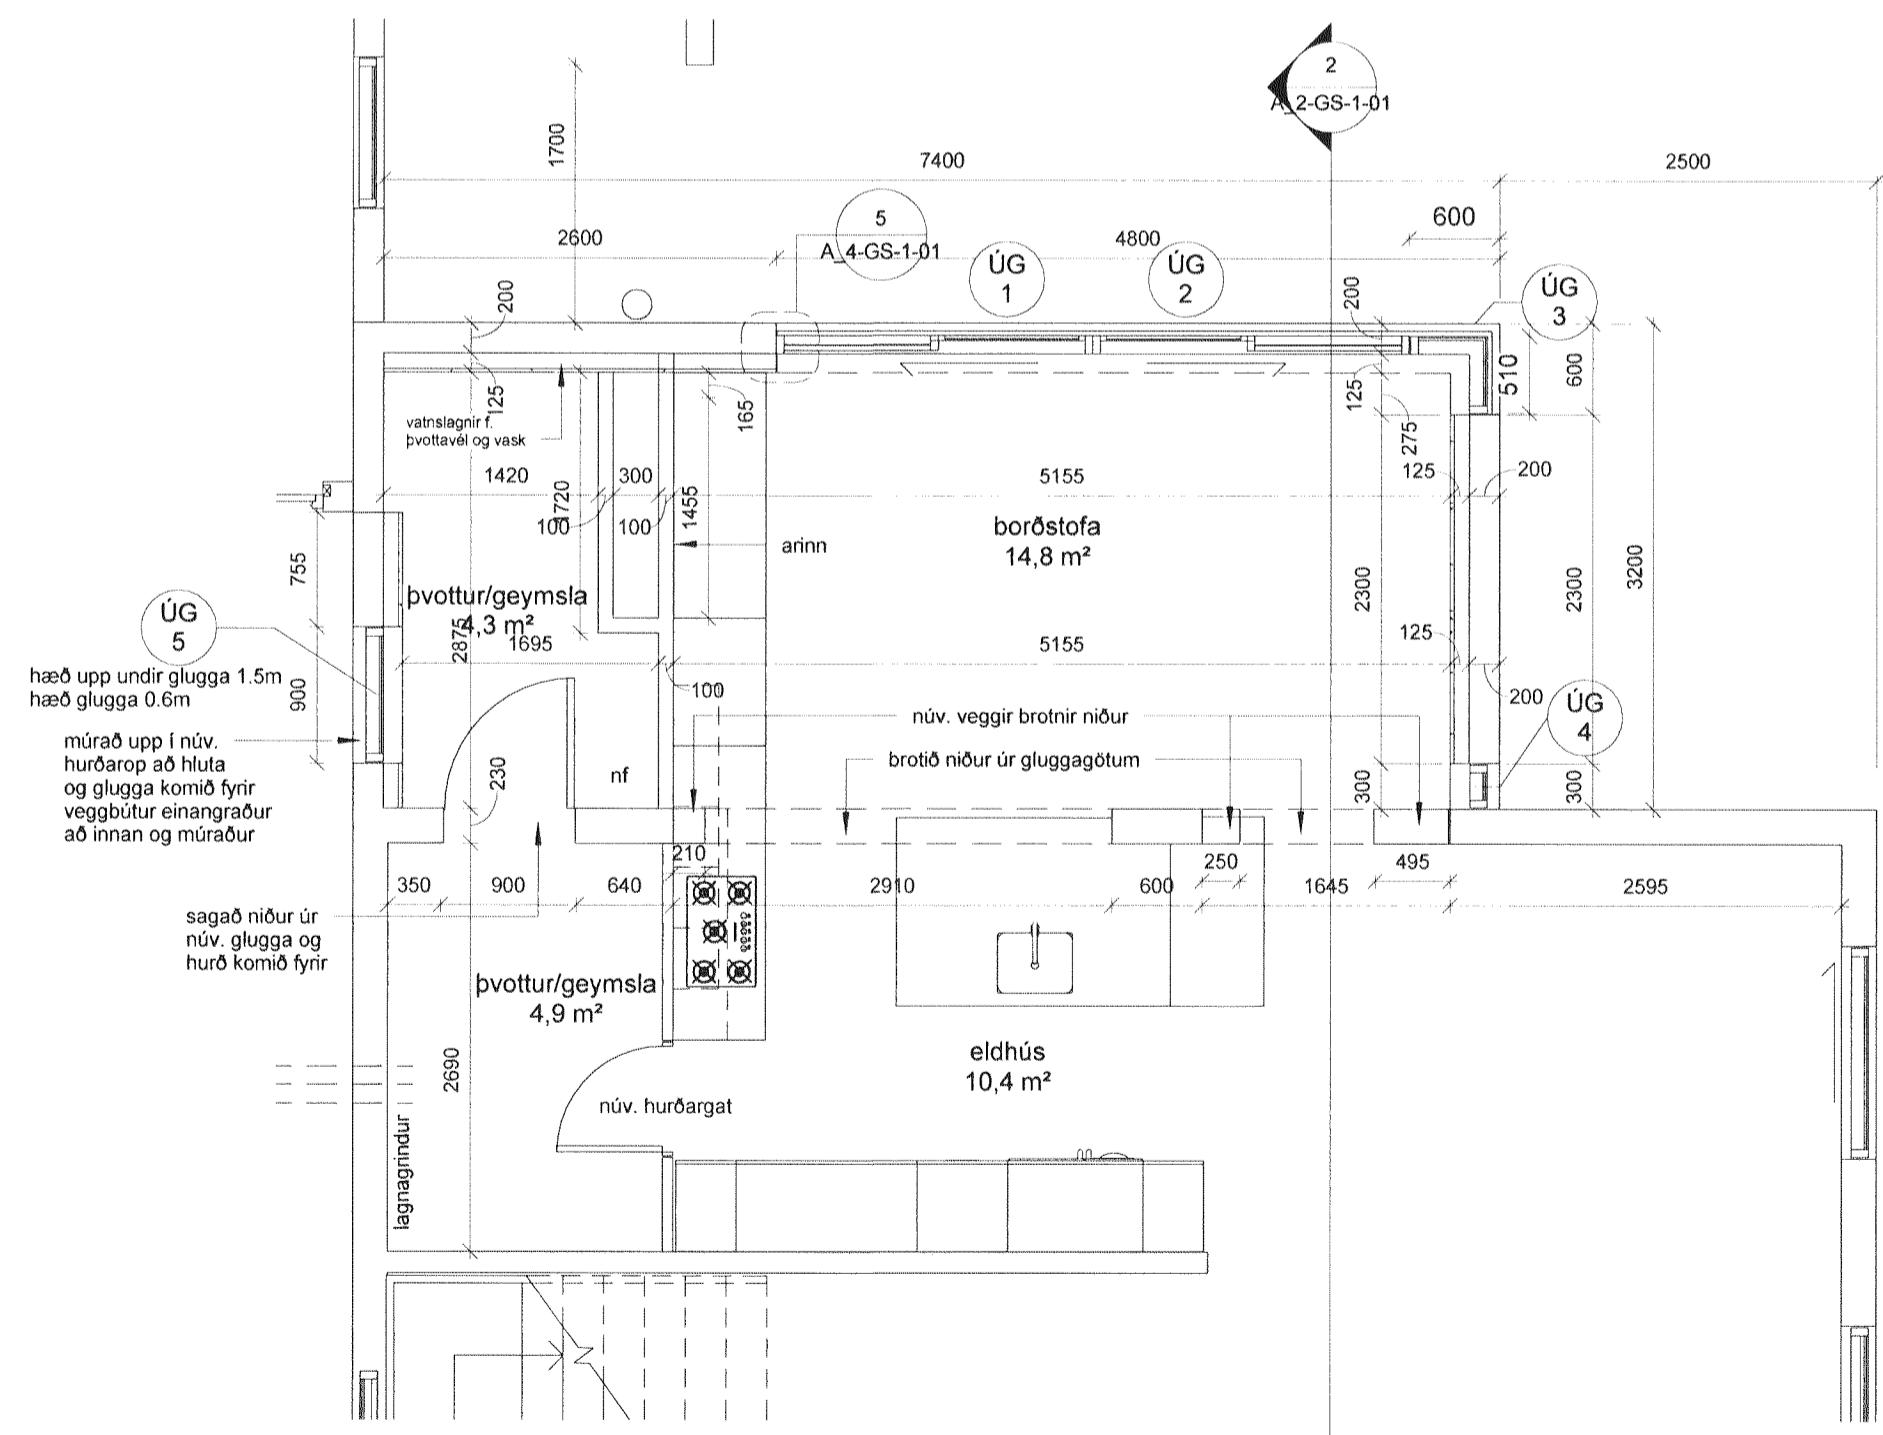 2
A_2-GS-1-01
1700
7400
2500
600
5
A_4-GS-1-01
2600
4800
ÚG
1
ÚG
2
ÚG
3
200
200
125
vatnslagnir f.
þvottavél og vask
165
125
275
510
600
1420
300
1720
100
100
1455
5155
125
200
borðstofa
14,8 m²
arinn
755
2300
2300
3200
þvottur/geymsla
4,3 m²
ÚG
5
2875
1695
5155
125
200
100
hæð upp undir glugga 1.5m
hæð glugga 0.6m
900
ÚG
4
núv. veggir brotnir niður
brotið niður úr gluggagötum
múrað upp í núv.
hurðarop að hluta
og glugga komið fyrir
veggbútur einangraður
að innan og múraður
230
nf
300
300
210
250
495
350
900
640
2910
600
1645
2595
sagað niður úr
núv. glugga og
hurð komið fyrir
þvottur/geymsla
4,9 m²
eldhús
10,4 m²
2690
núv. hurðargat
lagnagrindur